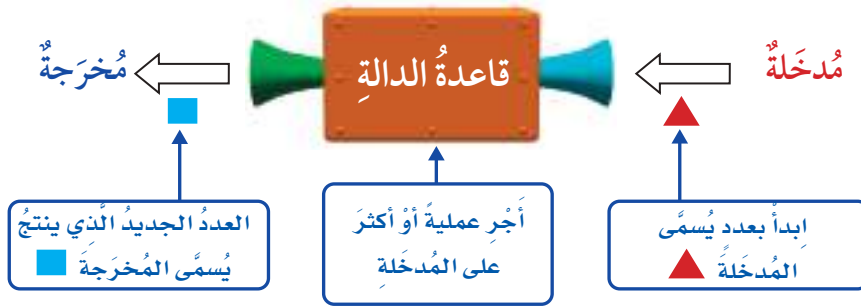 مُدخَلةٌ
قاعدةُ الدالةِ
مُخرَجةٌ
اِبدأْ بعددٍ يُسمَّى
المُدخَلةَ
أَجْرِ عمليةً أوْ أكثرَ
على المُدخَلةِ
العددُ الجديدُ الَّذي ينتجُ
يُسمَّى المُخرَجةَ